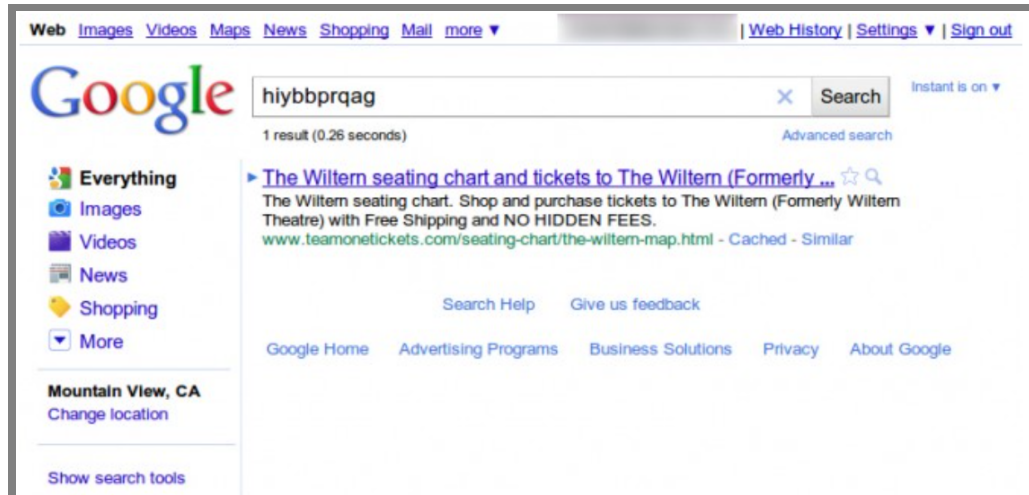 Web Images Videos Maps News Shopping Mail more ▼ | Web History | Settings ▼ | Sign out
Google hiybbprqag × Search Instant is on ▼
1 result (0.26 seconds) Advanced search
Everything
Images
Videos
News
Shopping
More
Mountain View, CA
Change location
Show search tools
The Wiltern seating chart and tickets to The Wiltern (Formerly ...
The Wiltern seating chart. Shop and purchase tickets to The Wiltern (Formerly Wiltern
Theatre) with Free Shipping and NO HIDDEN FEES.
www.teamonetickets.com/seating-chart/the-wiltern-map.html - Cached - Similar
Search Help Give us feedback
Google Home Advertising Programs Business Solutions Privacy About Google